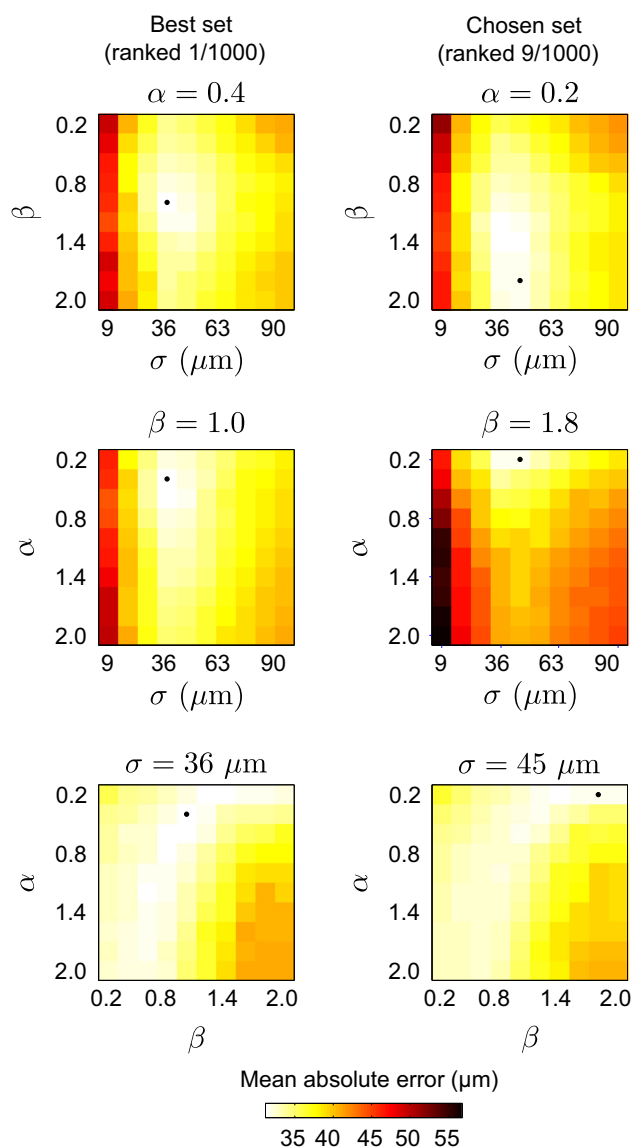 Best set
(ranked 1/1000)
Chosen set
(ranked 9/1000)
α = 0.4
α = 0.2
β
0.2
0.8
1.4
2.0
9 36 63 90
σ (μm)
β
0.2
0.8
1.4
2.0
9 36 63 90
σ (μm)
β = 1.0
β = 1.8
α
0.2
0.8
1.4
2.0
9 36 63 90
σ (μm)
α
0.2
0.8
1.4
2.0
9 36 63 90
σ (μm)
σ = 36 μm
σ = 45 μm
α
0.2
0.8
1.4
2.0
0.2 0.8 1.4 2.0
β
α
0.2
0.8
1.4
2.0
0.2 0.8 1.4 2.0
β
Mean absolute error (μm)
35 40 45 50 55